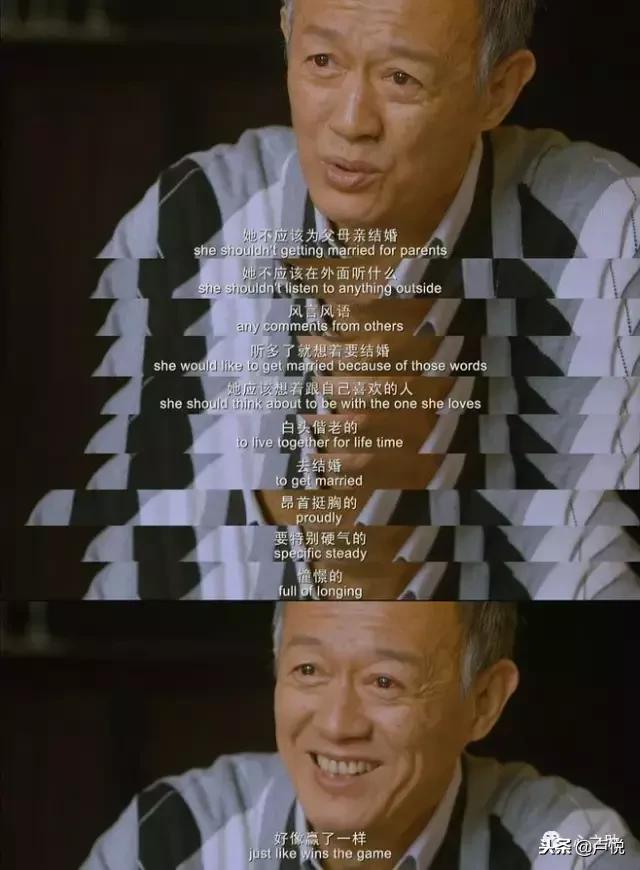 她不应该为父母亲结婚
she shouldn't getting married for parents
她不应该在外面听什么
she shouldn't listen to anything outside
风言风语
any comments from others
听多了就想着要结婚
she would like to get married because of those words
她应该想着跟自己喜欢的人
she should think about to be with the one she loves
白头偕老的
to live together for life time
去结婚
to get married
昂首挺胸的
proudly
要特别硬气的
specific steady
憧憬的
full of longing
好像赢了一样
just like wins the game
头条@卢悦